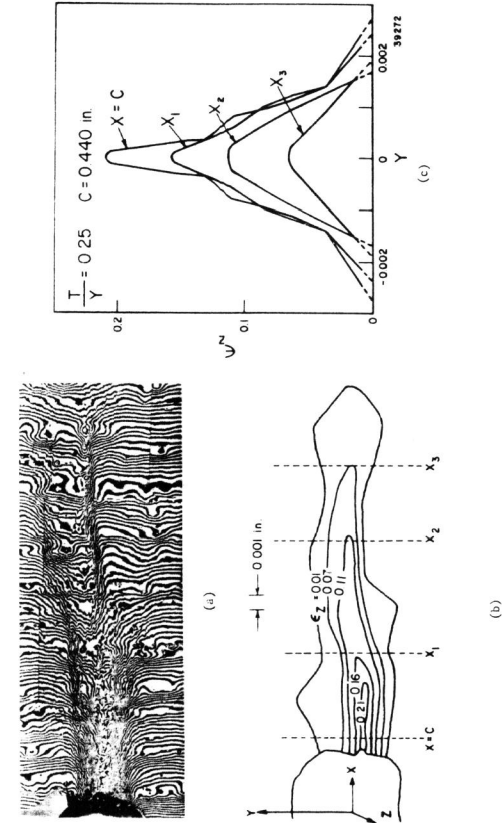 (a)
0.001 in.
ϵ_Z = 0.01
0.07
0.11
0.16
0.21
Y
X
Z
X=C
X₁
X₂
X₃
(b)
T/Y = 0.25 C = 0.440 in.
X = C
X₁
X₂
X₃
0.2
0.1
0
ϵ_Z
-0.002
0
0.002
Y
39272
(c)